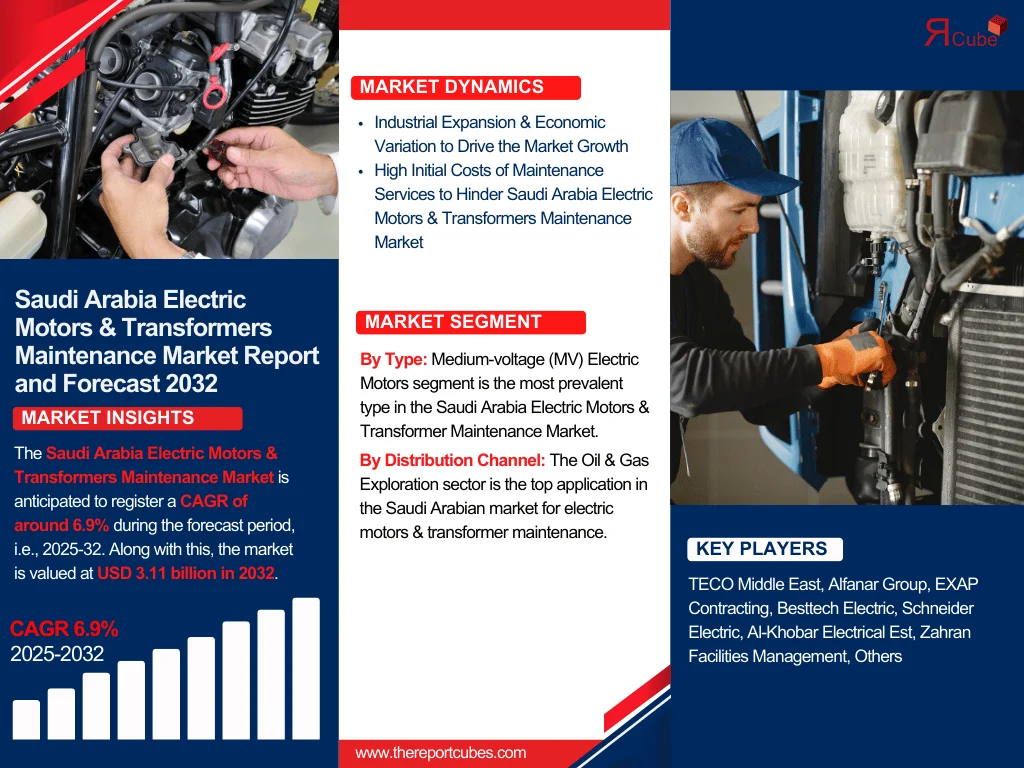 Saudi Arabia Electric
Motors & Transformers
Maintenance Market Report
and Forecast 2032
MARKET INSIGHTS
The Saudi Arabia Electric Motors &
Transformers Maintenance Market is
anticipated to register a CAGR of
around 6.9% during the forecast period,
i.e., 2025-32. Along with this, the market
is valued at USD 3.11 billion in 2032.
CAGR 6.9%
2025-2032
MARKET DYNAMICS
• Industrial Expansion & Economic
Variation to Drive the Market Growth
• High Initial Costs of Maintenance
Services to Hinder Saudi Arabia Electric
Motors & Transformers Maintenance
Market
MARKET SEGMENT
By Type: Medium-voltage (MV) Electric
Motors segment is the most prevalent
type in the Saudi Arabia Electric Motors &
Transformer Maintenance Market.
By Distribution Channel: The Oil & Gas
Exploration sector is the top application in
the Saudi Arabian market for electric
motors & transformer maintenance.
www.thereportcubes.com
ЯCube
KEY PLAYERS
TECO Middle East, Alfanar Group, EXAP
Contracting, Besttech Electric, Schneider
Electric, Al-Khobar Electrical Est, Zahran
Facilities Management, Others